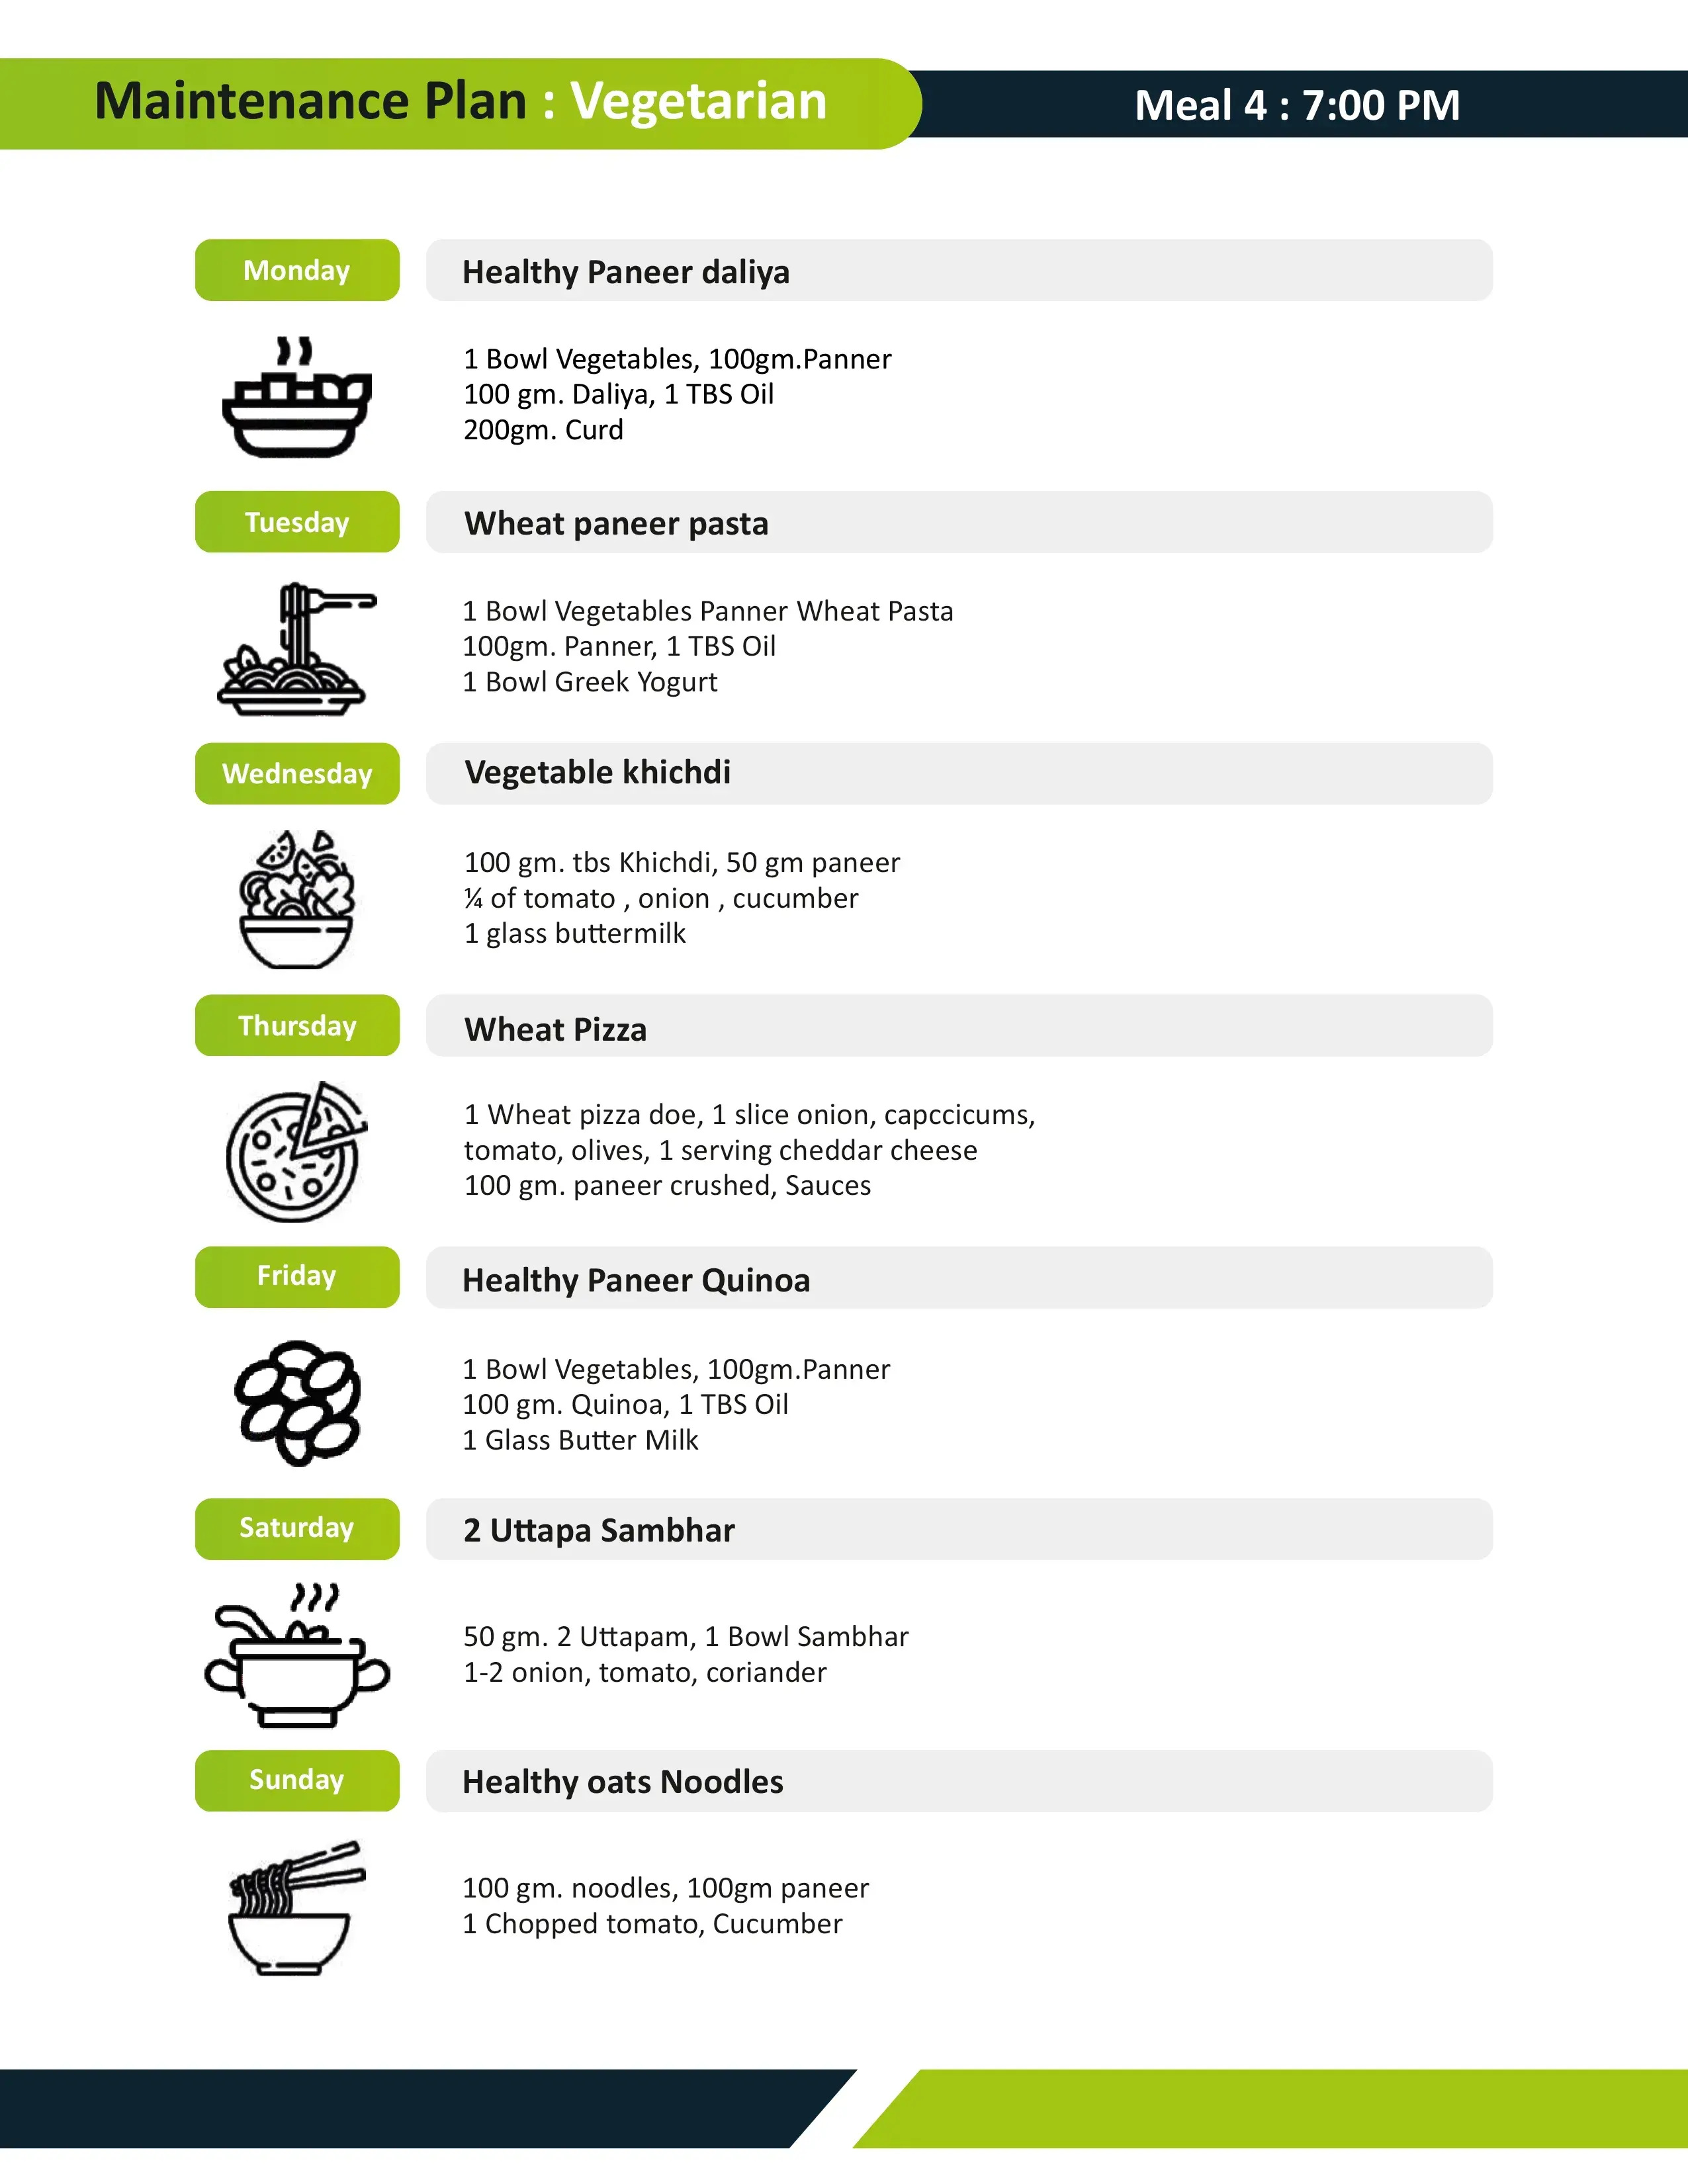 Maintenance Plan : Vegetarian
Meal 4 : 7:00 PM
Monday
Healthy Paneer daliya
1 Bowl Vegetables, 100gm.Panner
100 gm. Daliya, 1 TBS Oil
200gm. Curd
Tuesday
Wheat paneer pasta
1 Bowl Vegetables Panner Wheat Pasta
100gm. Panner, 1 TBS Oil
1 Bowl Greek Yogurt
Wednesday
Vegetable khichdi
100 gm. tbs Khichdi, 50 gm paneer
¼ of tomato , onion , cucumber
1 glass buttermilk
Thursday
Wheat Pizza
1 Wheat pizza doe, 1 slice onion, capccicums,
tomato, olives, 1 serving cheddar cheese
100 gm. paneer crushed, Sauces
Friday
Healthy Paneer Quinoa
1 Bowl Vegetables, 100gm.Panner
100 gm. Quinoa, 1 TBS Oil
1 Glass Butter Milk
Saturday
2 Uttapa Sambhar
50 gm. 2 Uttapam, 1 Bowl Sambhar
1-2 onion, tomato, coriander
Sunday
Healthy oats Noodles
100 gm. noodles, 100gm paneer
1 Chopped tomato, Cucumber